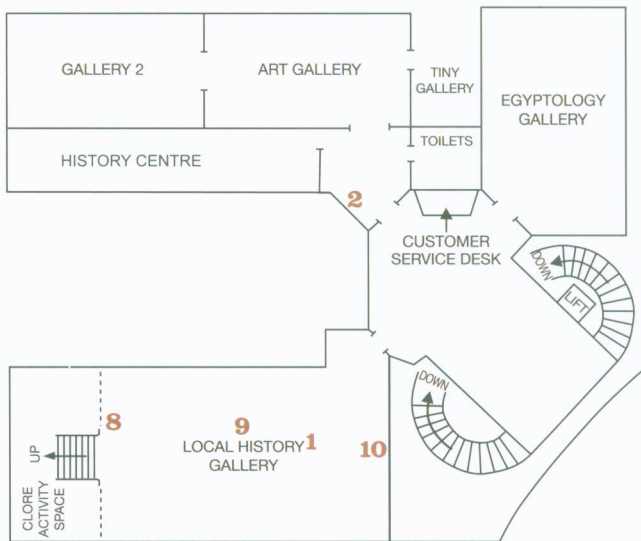 GALLERY 2
ART GALLERY
TINY
GALLERY
EGYPTOLOGY
GALLERY
TOILETS
HISTORY CENTRE
2
CUSTOMER
SERVICE DESK
DOWN
LIFT
DOWN
8
9
1
10
LOCAL HISTORY
GALLERY
UP
CLORE
ACTIVITY
SPACE